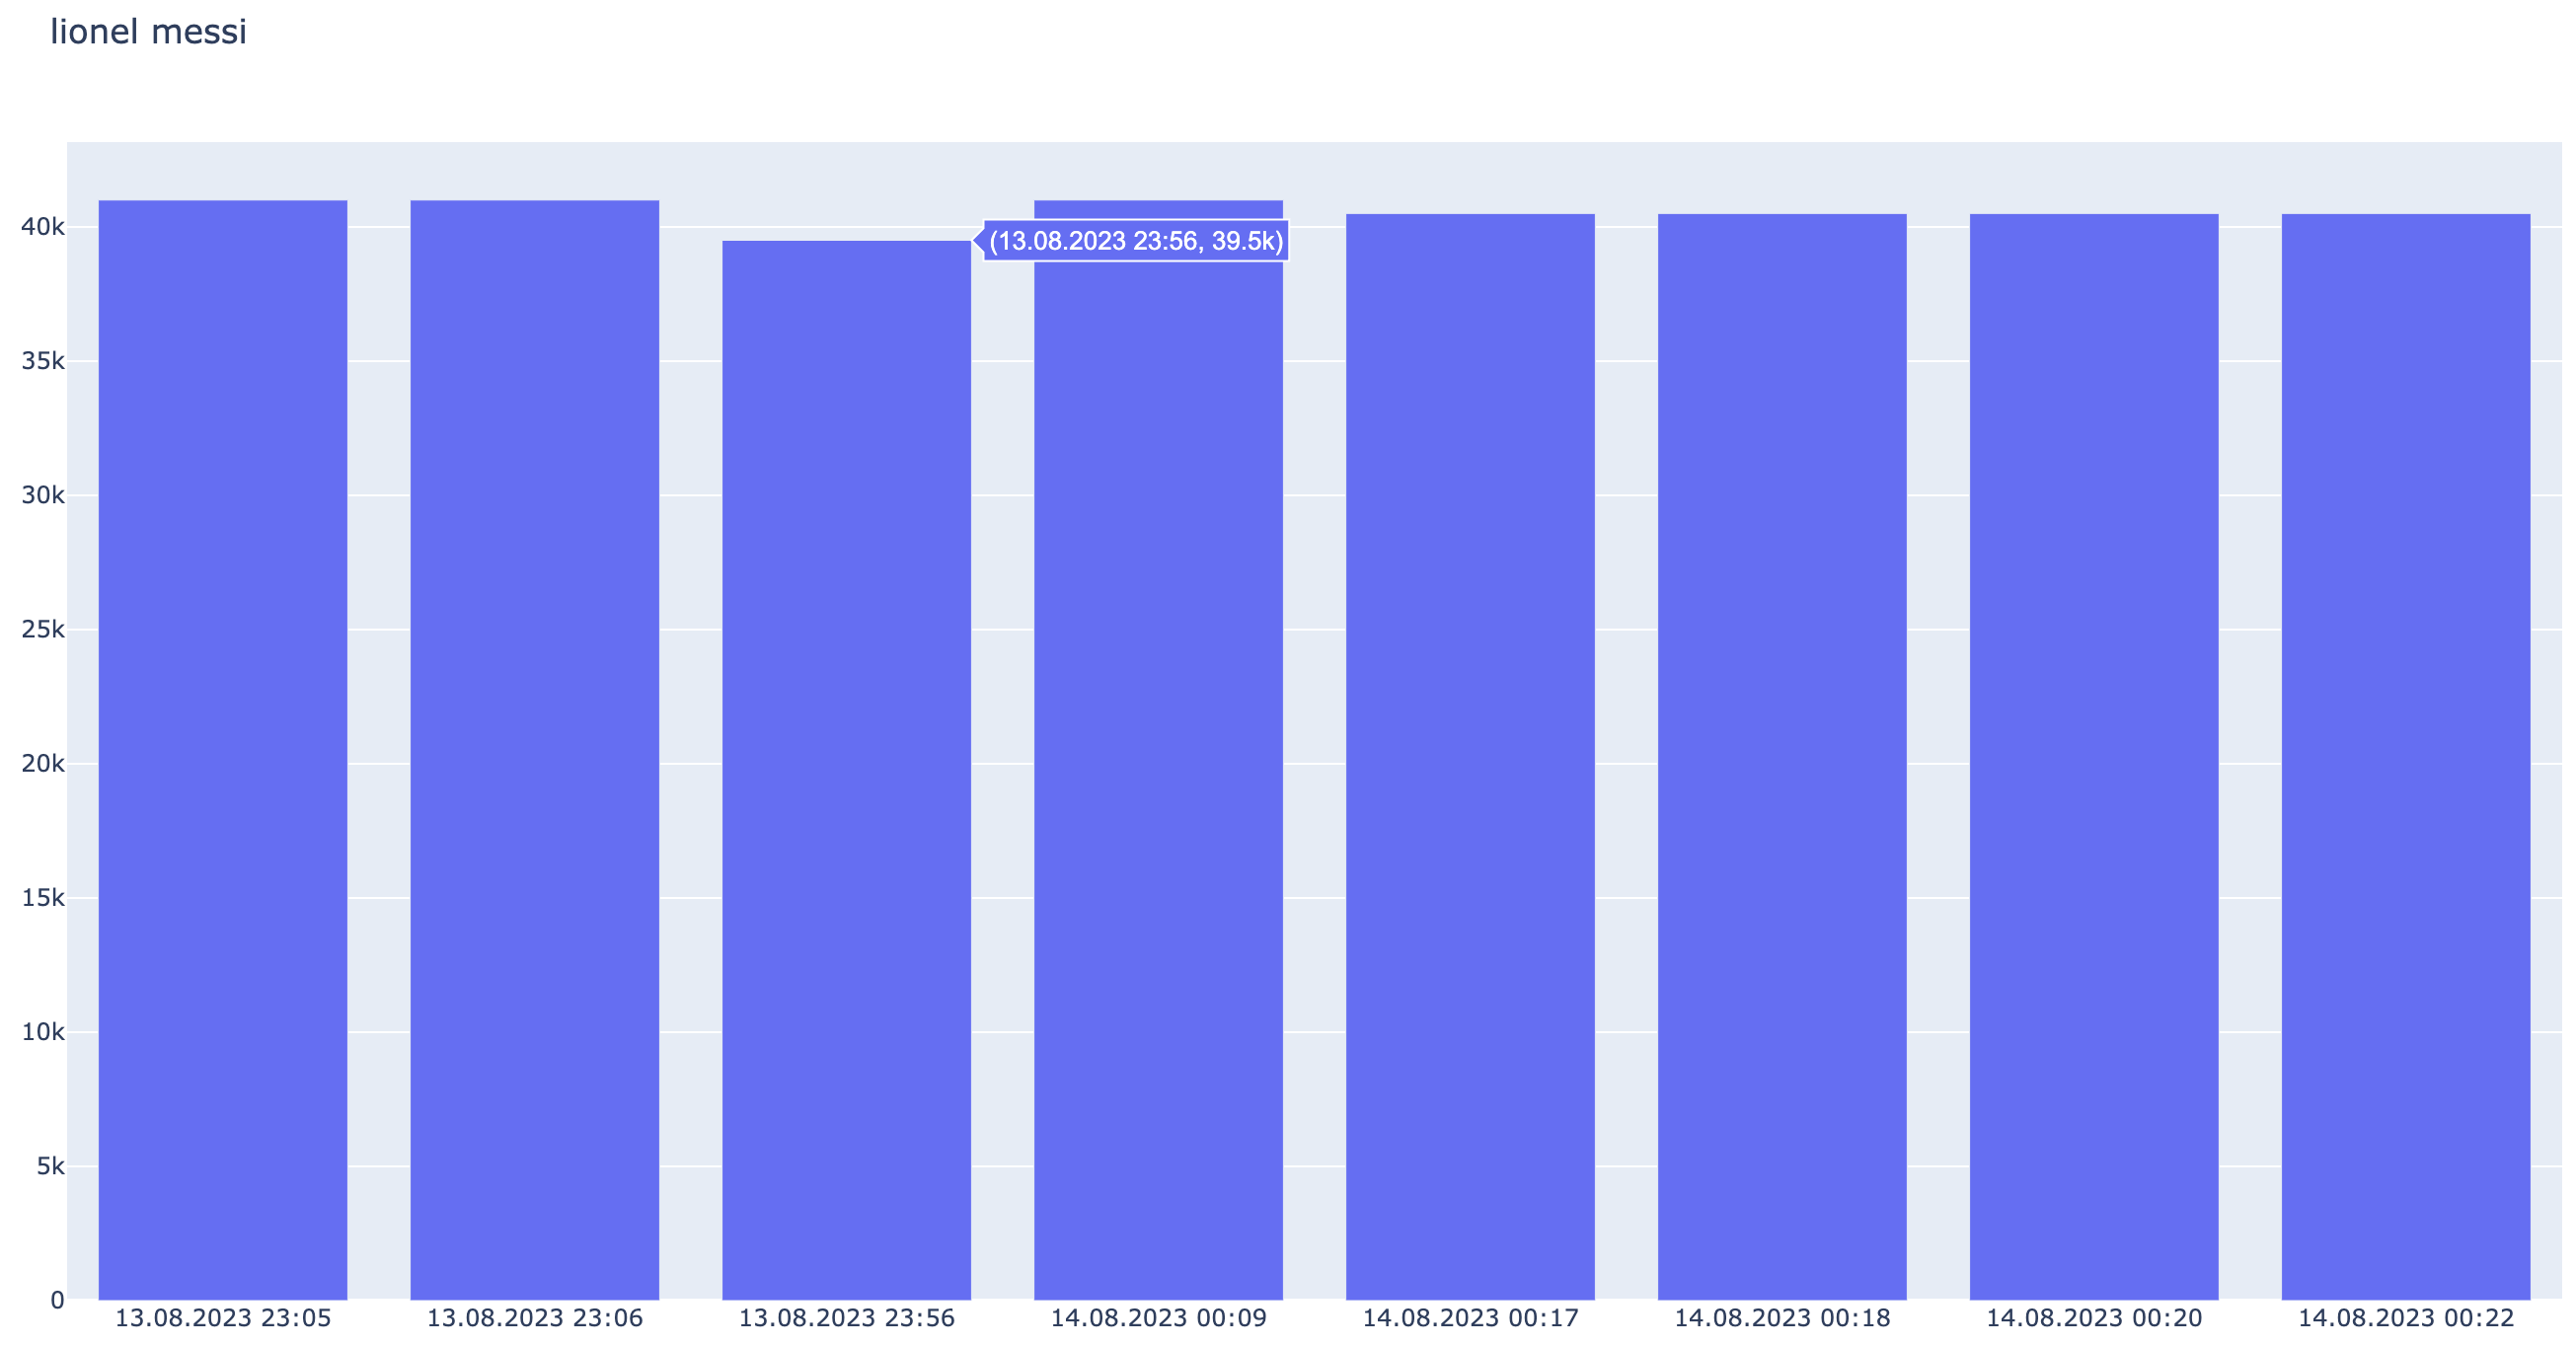 lionel messi
40k
35k
30k
25k
20k
15k
10k
5k
0
(13.08.2023 23:56, 39.5k)
13.08.2023 23:05
13.08.2023 23:06
13.08.2023 23:56
14.08.2023 00:09
14.08.2023 00:17
14.08.2023 00:18
14.08.2023 00:20
14.08.2023 00:22